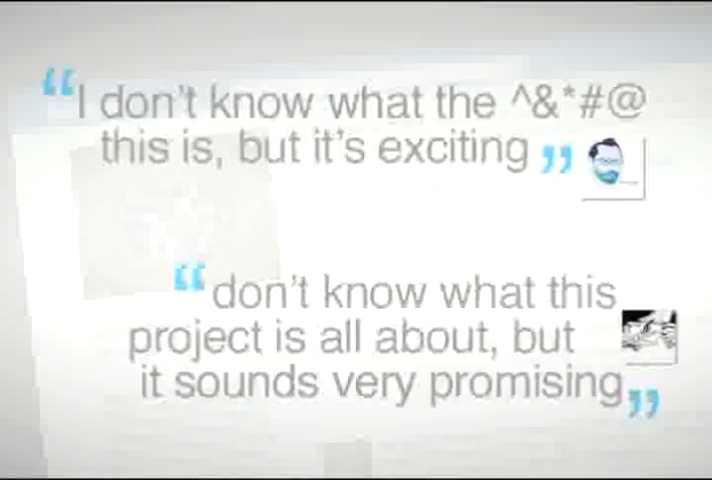 “I don't know what the ^&*#@
this is, but it's exciting ”
“ don't know what this
project is all about, but
it sounds very promising ”